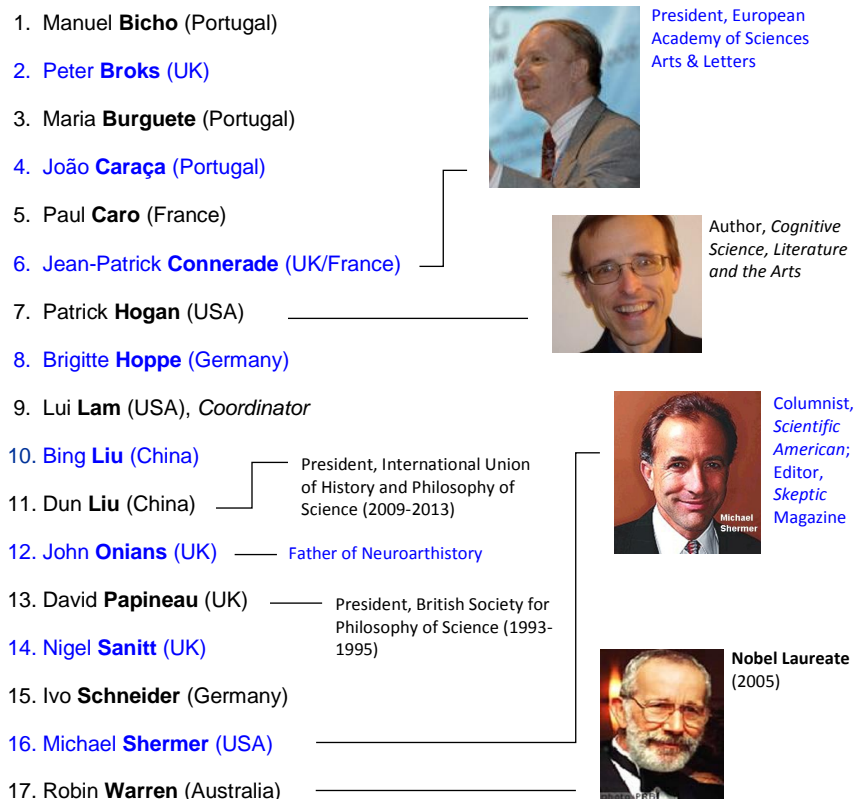 1. Manuel Bicho (Portugal)
2. Peter Broks (UK)
3. Maria Burguete (Portugal)
4. João Caraça (Portugal)
5. Paul Caro (France)
6. Jean-Patrick Connerade (UK/France)
7. Patrick Hogan (USA)
8. Brigitte Hoppe (Germany)
9. Lui Lam (USA), Coordinator
10. Bing Liu (China)
11. Dun Liu (China)
12. John Onians (UK)
13. David Papineau (UK)
14. Nigel Sanitt (UK)
15. Ivo Schneider (Germany)
16. Michael Shermer (USA)
17. Robin Warren (Australia)
President, European
Academy of Sciences
Arts & Letters
Author, Cognitive
Science, Literature
and the Arts
President, International Union
of History and Philosophy of
Science (2009-2013)
Father of Neuroarthistory
President, British Society for
Philosophy of Science (1993-
1995)
Columnist,
Scientific
American;
Editor,
Skeptic
Magazine
Michael
Shermer
Nobel Laureate
(2005)